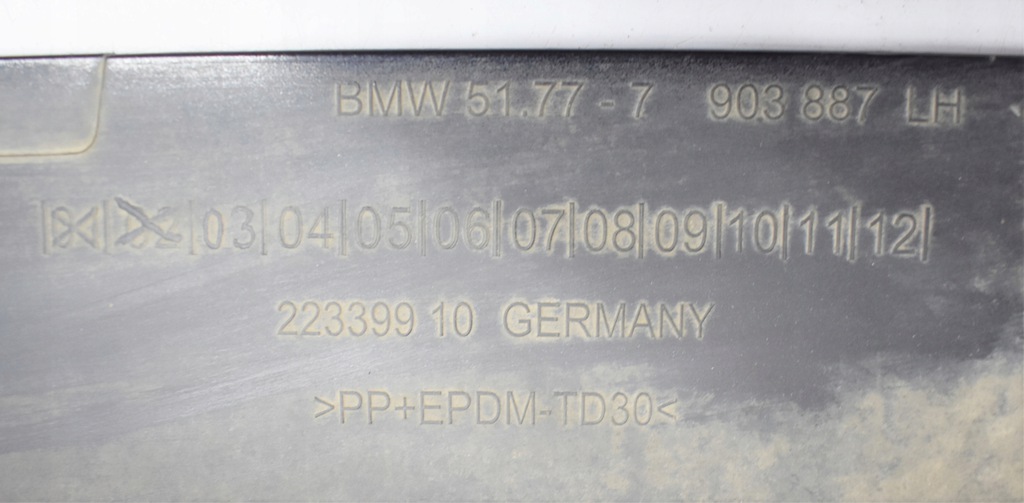 BMW 51.77 - 7 903 887 LH
|03|04|05|06|07|08|09|10|11|12|
223399 10 GERMANY
>PP+EPDM-TD30<